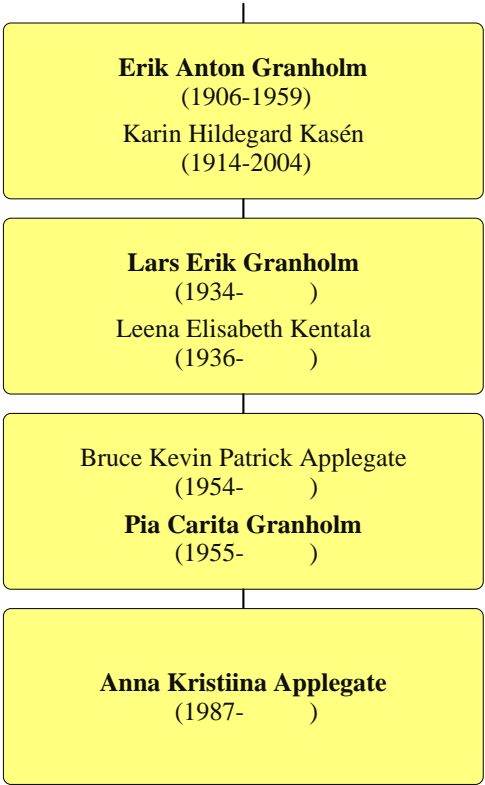 Erik Anton Granholm
(1906-1959)
Karin Hildegard Kasén
(1914-2004)
Lars Erik Granholm
(1934- )
Leena Elisabeth Kentala
(1936- )
Bruce Kevin Patrick Applegate
(1954- )
Pia Carita Granholm
(1955- )
Anna Kristiina Applegate
(1987- )